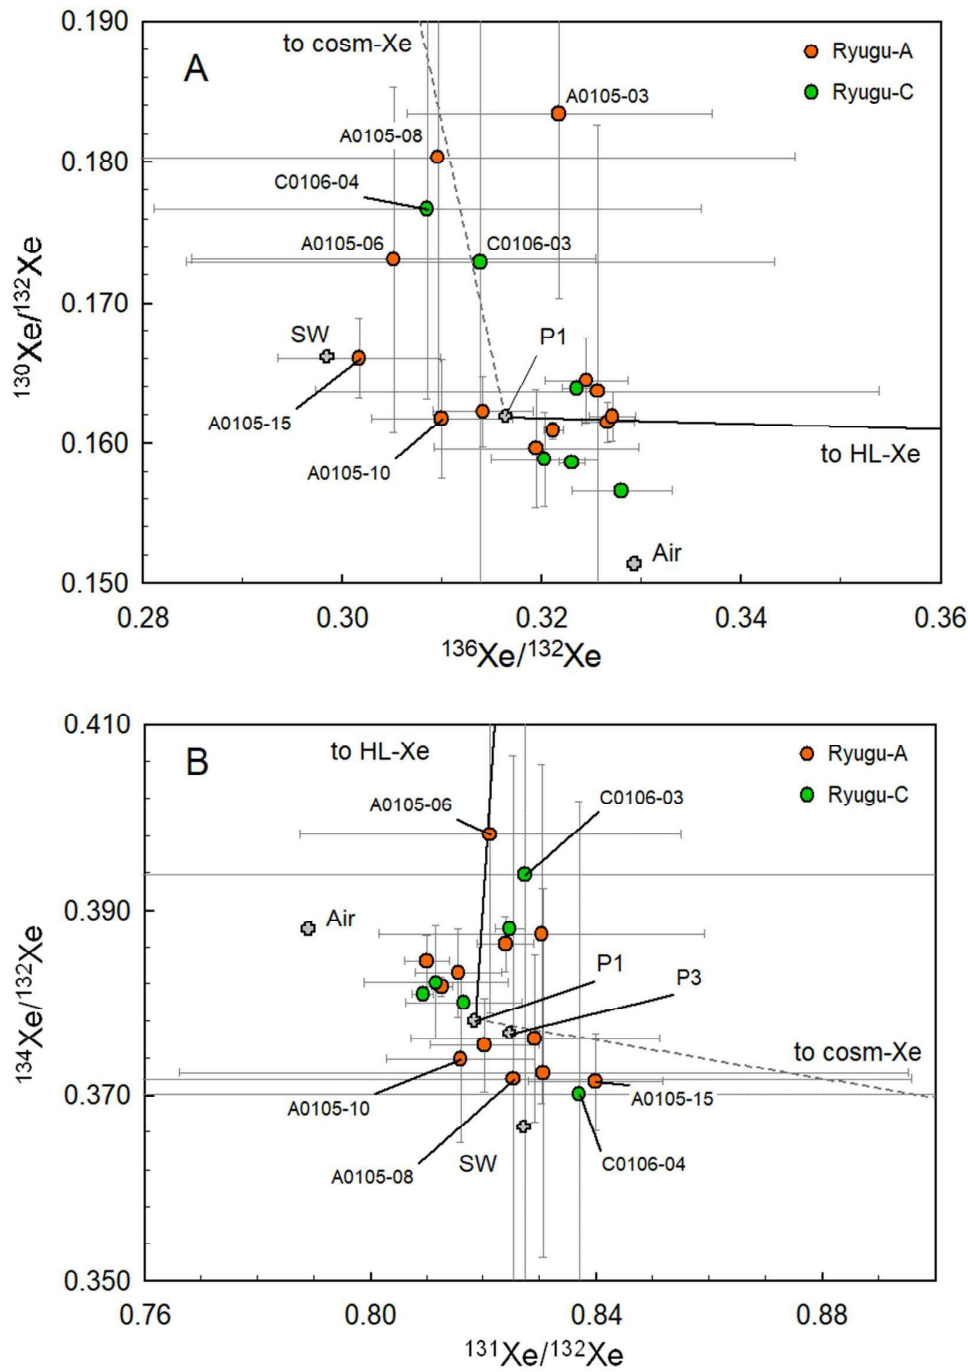 0.190
to cosm-Xe
A
Ryugu-A
Ryugu-C
A0105-03
0.180
A0105-08
C0106-04
A0105-06
C0106-03
130Xe/132Xe
0.170
SW
P1
A0105-15
0.160
to HL-Xe
A0105-10
Air
0.150
0.28
0.30
0.32
0.34
0.36
136Xe/132Xe
0.410
to HL-Xe
B
Ryugu-A
Ryugu-C
A0105-06
C0106-03
0.390
Air
P1
P3
134Xe/132Xe
to cosm-Xe
0.370
A0105-10
A0105-15
A0105-08
SW
C0106-04
0.350
0.76
0.80
0.84
0.88
131Xe/132Xe